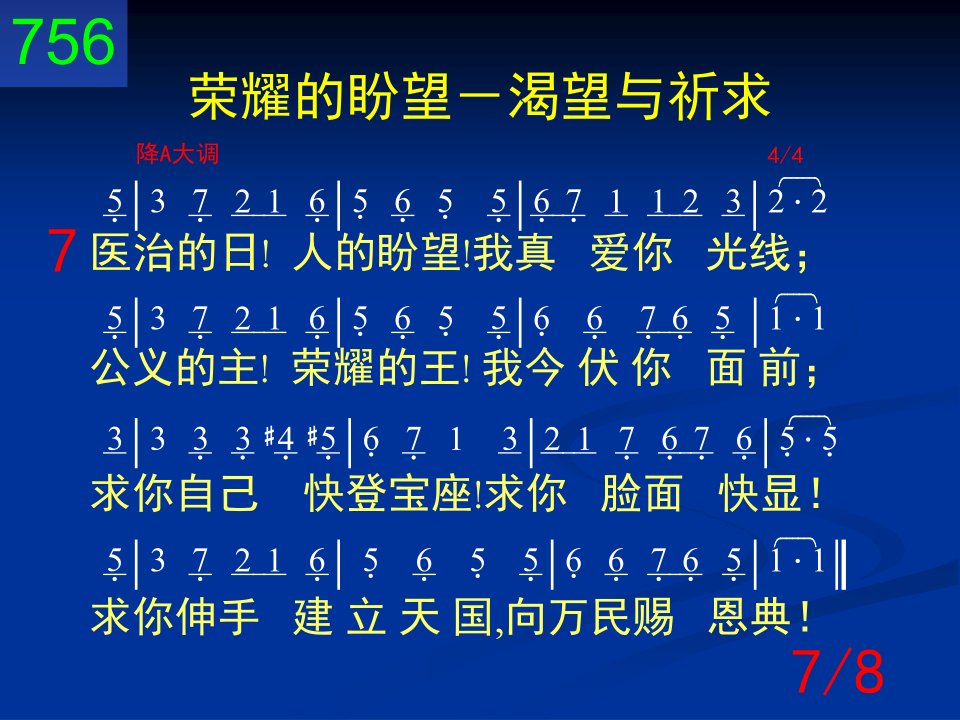 756
荣耀的盼望－渴望与祈求
降A大调 4/4
5|3 7 2 1 6|5 6 5 5|6 7 1 1 2 3|2·2
7 医治的日! 人的盼望!我真 爱你 光线；
5|3 7 2 1 6|5 6 5 5|6 6 7 6 5|1·1
公义的主! 荣耀的王! 我今 伏 你 面 前；
3|3 3 3 #4 #5|6 7 1 3|2 1 7 6 7 6|5·5
求你自己 快登宝座!求你 脸面 快显！
5|3 7 2 1 6|5 6 5 5|6 6 7 6 5|1·1‖
求你伸手 建 立 天 国,向万民赐 恩典！
7/8